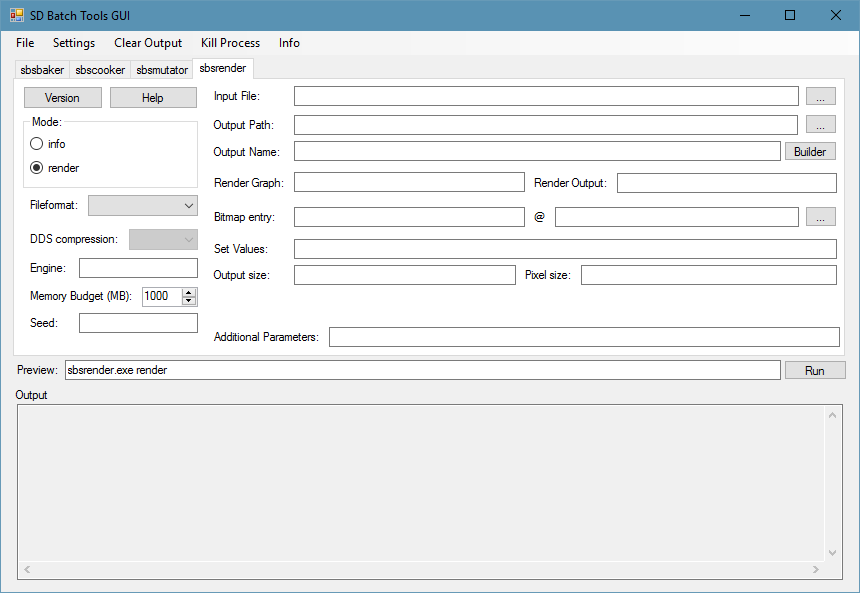 SD Batch Tools GUI
File Settings Clear Output Kill Process Info
sbsbaker sbscooker sbsmutator sbsrender
Version Help Input File: ...
Mode:
info Output Path: ...
render Output Name: Builder
Render Graph: Render Output:
Fileformat: Bitmap entry: @ ...
DDS compression: Set Values:
Engine: Output size: Pixel size:
Memory Budget (MB): 1000
Seed: Additional Parameters:
Preview: sbsrender.exe render Run
Output